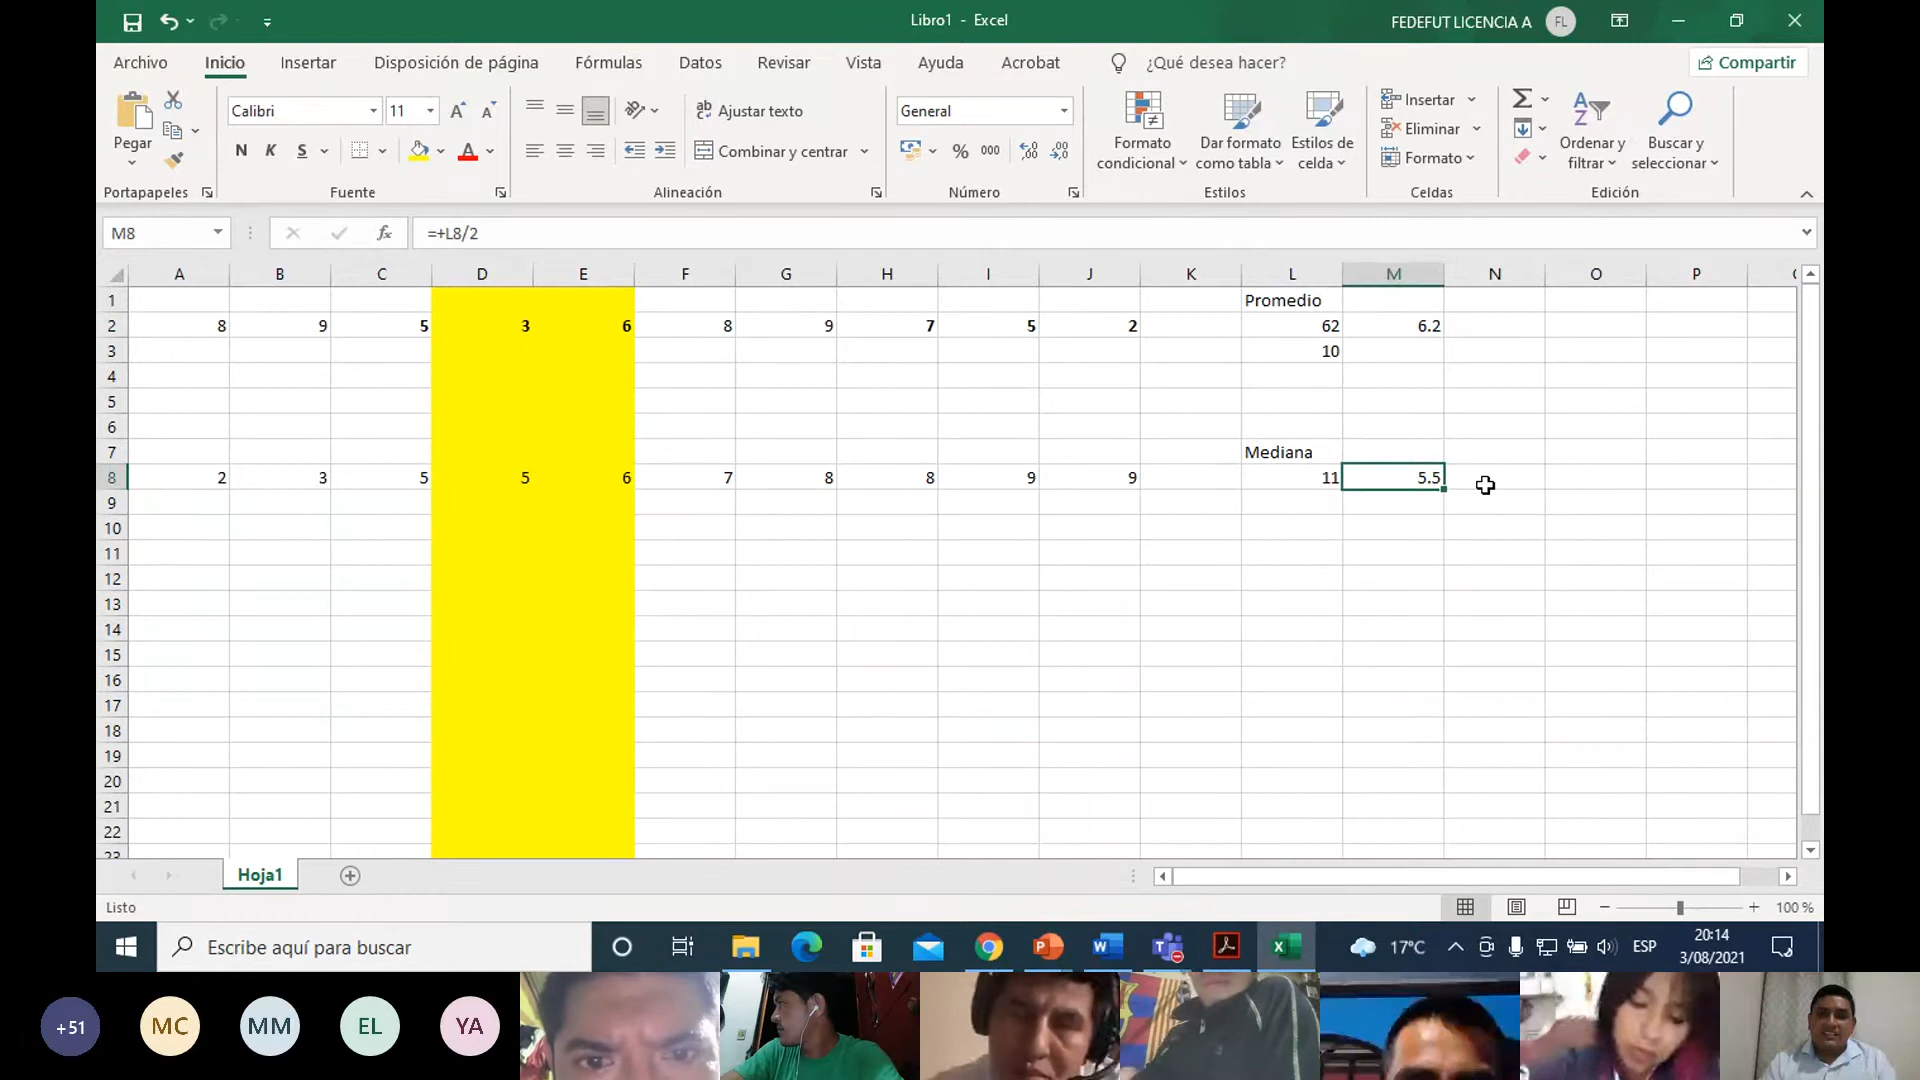 Libro1 - Excel
FEDEFUT LICENCIA A FL
Archivo Inicio Insertar Disposición de página Fórmulas Datos Revisar Vista Ayuda Acrobat ¿Qué desea hacer? Compartir
Pegar
Calibri 11
N K S
A A
Ajustar texto
Combinar y centrar
General
% 000
Formato condicional
Dar formato como tabla
Estilos de celda
Insertar
Eliminar
Formato
Ordenar y filtrar
Buscar y seleccionar
Portapapeles Fuente Alineación Número Estilos Celdas Edición
M8 fx =+L8/2
A B C D E F G H I J K L M N O P
1 Promedio
2 8 9 5 3 6 8 9 7 5 2 62 6.2
3 10
4
5
6
7 Mediana
8 2 3 5 5 6 7 8 8 9 9 11 5.5
9
10
11
12
13
14
15
16
17
18
19
20
21
22
23
Hoja1
Listo 100 %
Escribe aquí para buscar 17°C ESP 20:14
3/08/2021
+51 MC MM EL YA